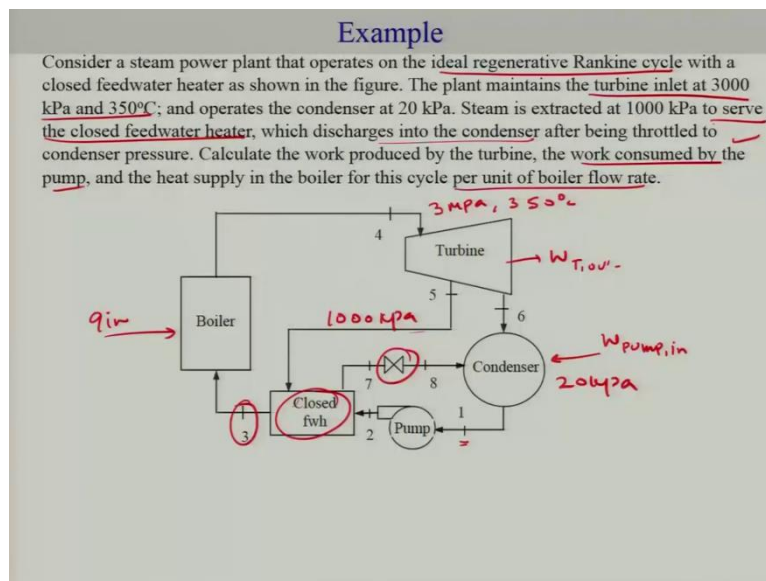 Example
Consider a steam power plant that operates on the ideal regenerative Rankine cycle with a
closed feedwater heater as shown in the figure. The plant maintains the turbine inlet at 3000
kPa and 350°C; and operates the condenser at 20 kPa. Steam is extracted at 1000 kPa to serve
the closed feedwater heater, which discharges into the condenser after being throttled to
condenser pressure. Calculate the work produced by the turbine, the work consumed by the
pump, and the heat supply in the boiler for this cycle per unit of boiler flow rate.
3 MPa, 350°C
4
Turbine
W T,out
5
6
qin
Boiler
1000 kPa
Wpump,in
Condenser
20 kPa
7
8
Closed
fwh
3
2
Pump
1